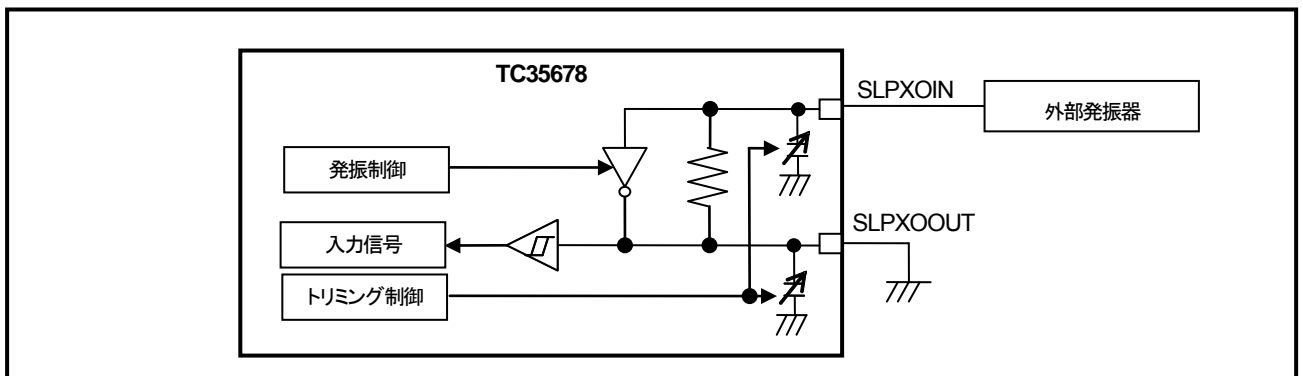 TC35678
SLPXOIN
外部発振器
発振制御
SLPXOOUT
入力信号
トリミング制御